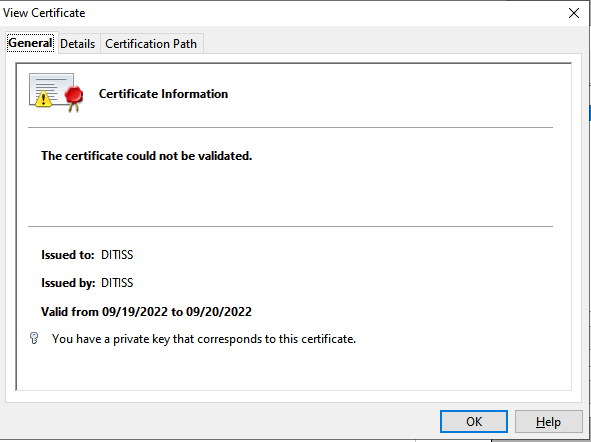 View Certificate
General Details Certification Path
Certificate Information
The certificate could not be validated.
Issued to: DITISS
Issued by: DITISS
Valid from 09/19/2022 to 09/20/2022
You have a private key that corresponds to this certificate.
OK Help